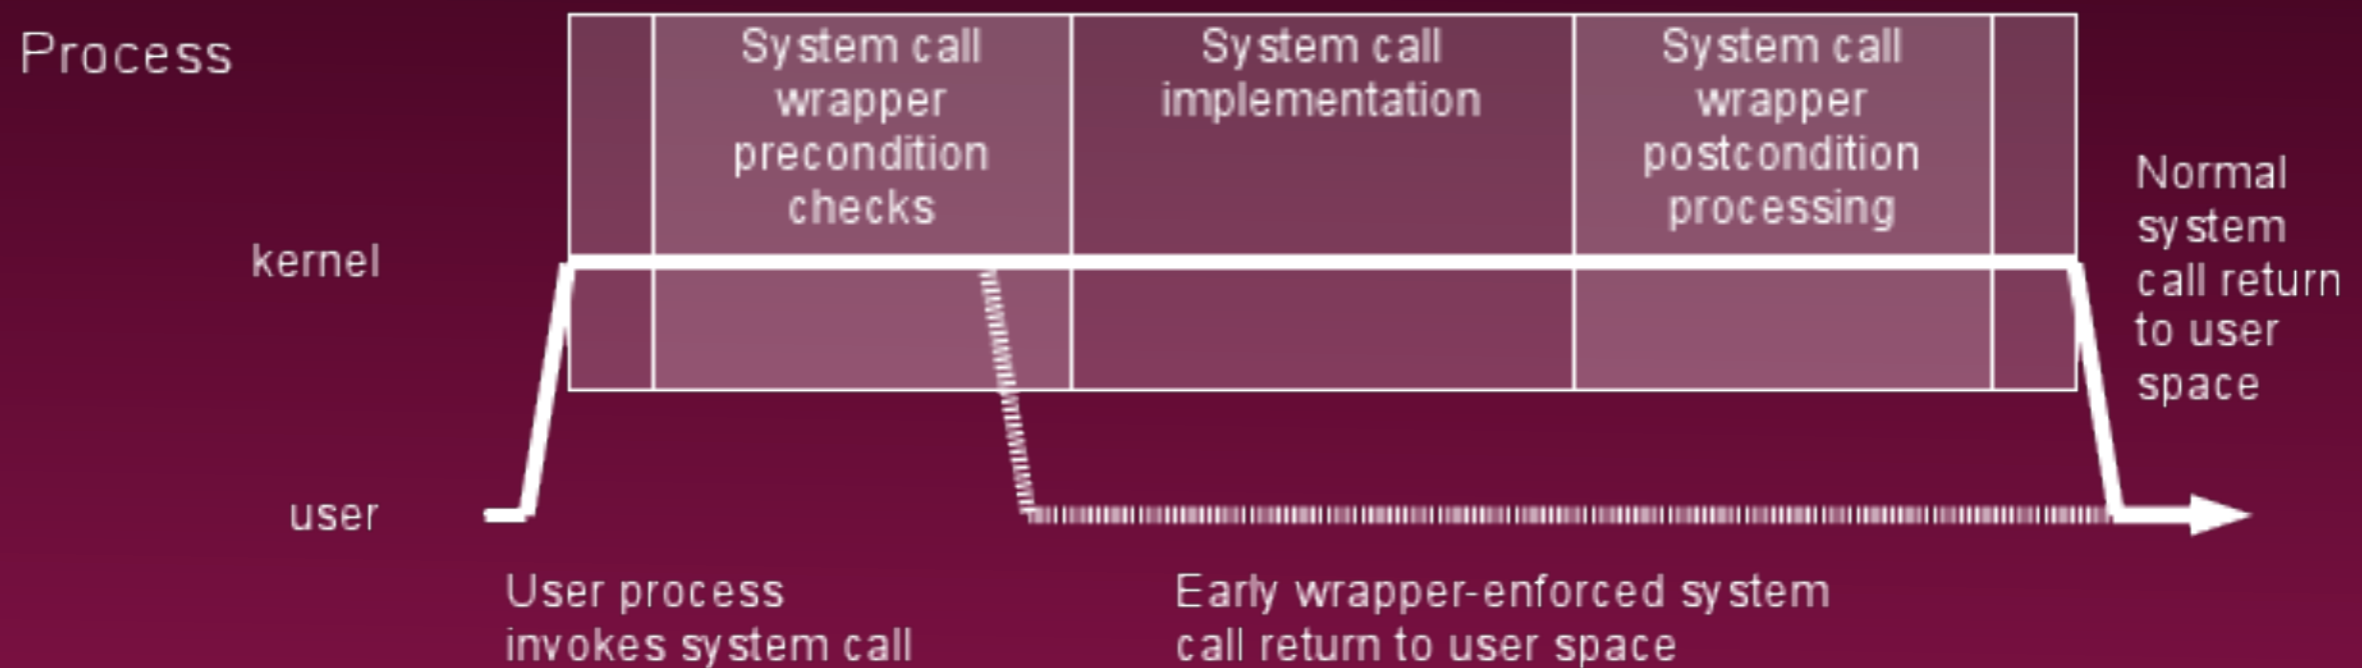 Process
System call
wrapper
precondition
checks
System call
implementation
System call
wrapper
postcondition
processing
Normal
system
call return
to user
space
kernel
user
User process
invokes system call
Early wrapper-enforced system
call return to user space